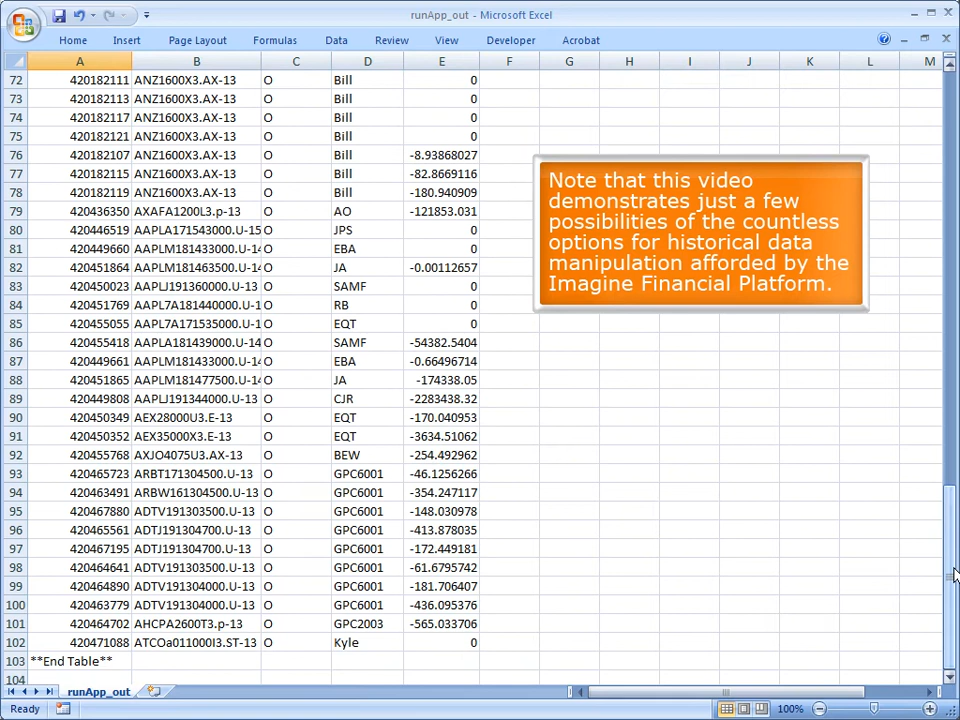 runApp_out - Microsoft Excel
Home Insert Page Layout Formulas Data Review View Developer Acrobat
A B C D E F G H I J K L M
72 420182111 ANZ1600X3.AX-13 O Bill 0
73 420182113 ANZ1600X3.AX-13 O Bill 0
74 420182117 ANZ1600X3.AX-13 O Bill 0
75 420182121 ANZ1600X3.AX-13 O Bill 0
76 420182107 ANZ1600X3.AX-13 O Bill -8.93868027
77 420182115 ANZ1600X3.AX-13 O Bill -82.8669116
78 420182119 ANZ1600X3.AX-13 O Bill -180.940909
79 420436350 AXAFA1200L3.p-13 O AO -121853.031
80 420446519 AAPLA171543000.U-15 O JPS 0
81 420449660 AAPLM181433000.U-14 O EBA 0
82 420451864 AAPLM181463500.U-14 O JA -0.00112657
83 420450023 AAPLJ191360000.U-13 O SAMF 0
84 420451769 AAPL7A181440000.U-1 O RB 0
85 420455055 AAPL7A171535000.U-1 O EQT 0
86 420455418 AAPLA181439000.U-14 O SAMF -54382.5404
87 420449661 AAPLM181433000.U-14 O EBA -0.66496714
88 420451865 AAPLM181477500.U-14 O JA -174338.05
89 420449808 AAPLJ191344000.U-13 O CJR -2283438.32
90 420450349 AEX28000U3.E-13 O EQT -170.040953
91 420450352 AEX35000X3.E-13 O EQT -3634.51062
92 420455768 AXJO4075U3.AX-13 O BEW -254.492962
93 420465723 ARBT171304500.U-13 O GPC6001 -46.1256266
94 420463491 ARBW161304500.U-13 O GPC6001 -354.247117
95 420467880 ADTV191303500.U-13 O GPC6001 -148.030978
96 420465561 ADTJ191304700.U-13 O GPC6001 -413.878035
97 420467195 ADTJ191304700.U-13 O GPC6001 -172.449181
98 420464641 ADTV191303500.U-13 O GPC6001 -61.6795742
99 420464890 ADTV191304000.U-13 O GPC6001 -181.706407
100 420463779 ADTV191304000.U-13 O GPC6001 -436.095376
101 420464702 AHCPA2600T3.p-13 O GPC2003 -565.033706
102 420471088 ATCOa011000I3.ST-13 O Kyle 0
103 **End Table**
104
Note that this video
demonstrates just a few
possibilities of the countless
options for historical data
manipulation afforded by the
Imagine Financial Platform.
runApp_out
Ready 100%